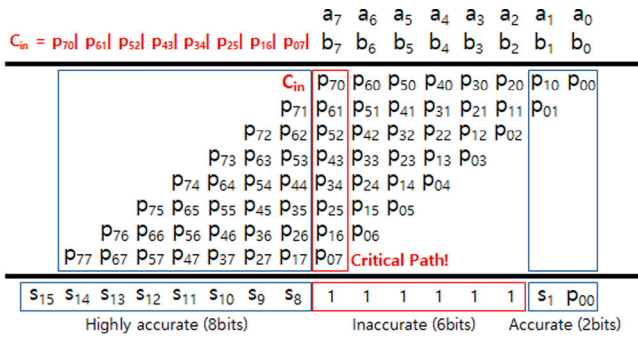 a7 a6 a5 a4 a3 a2 a1 a0
Cin = p70| p61| p52| p43| p34| p25| p16| p07| b7 b6 b5 b4 b3 b2 b1 b0
Cin p70 p60 p50 p40 p30 p20 p10 p00
p71 p61 p51 p41 p31 p21 p11 p01
p72 p62 p52 p42 p32 p22 p12 p02
p73 p63 p53 p43 p33 p23 p13 p03
p74 p64 p54 p44 p34 p24 p14 p04
p75 p65 p55 p45 p35 p25 p15 p05
p76 p66 p56 p46 p36 p26 p16 p06
p77 p67 p57 p47 p37 p27 p17 p07 Critical Path!
s15 s14 s13 s12 s11 s10 s9 s8 1 1 1 1 1 1 s1 p00
Highly accurate (8bits) Inaccurate (6bits) Accurate (2bits)